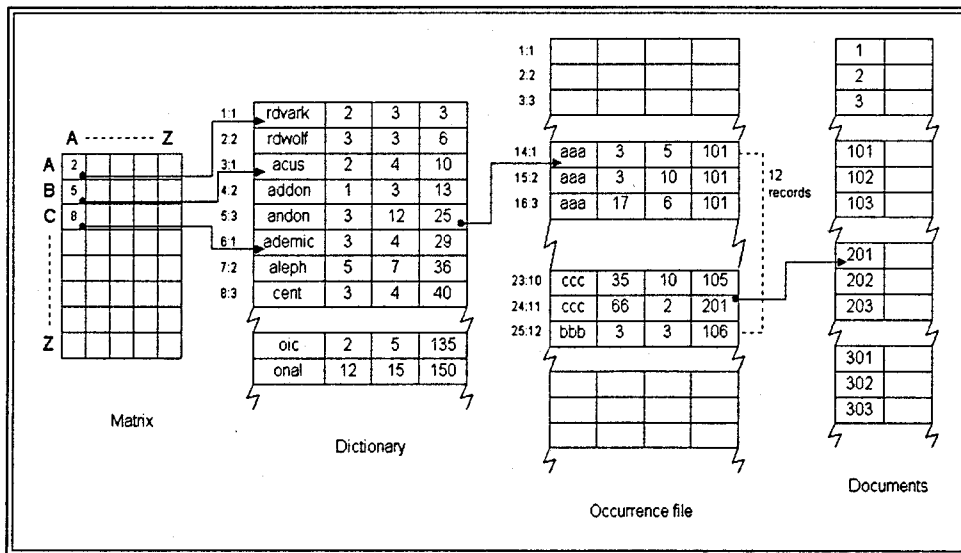 A ------- Z
A 2
B 5
C 8
Z
Matrix
1:1 rdvark 2 3 3
2:2 rdwolf 3 3 6
3:1 acus 2 4 10
4:2 addon 1 3 13
5:3 andon 3 12 25
6:1 ademic 3 4 29
7:2 aleph 5 7 36
8:3 cent 3 4 40
oic 2 5 135
onal 12 15 150
Dictionary
1:1
2:2
3:3
14:1 aaa 3 5 101
15:2 aaa 3 10 101
16:3 aaa 17 6 101
12
records
23:10 ccc 35 10 105
24:11 ccc 66 2 201
25:12 bbb 3 3 106
Occurrence file
1
2
3
101
102
103
201
202
203
301
302
303
Documents